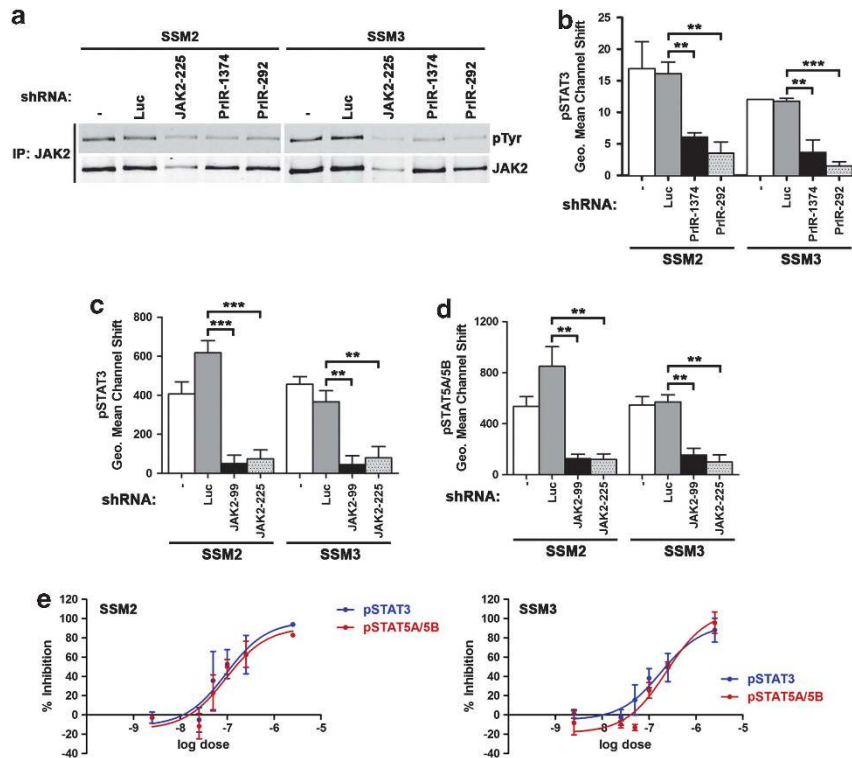 a
SSM2
SSM3
shRNA:
-
Luc
JAK2-225
PrlR-1374
PrlR-292
-
Luc
JAK2-225
PrlR-1374
PrlR-292
IP: JAK2
pTyr
JAK2
b
pSTAT3
Geo. Mean Channel Shift
25
20
15
10
5
0
**
**
***
**
shRNA:
-
Luc
PrlR-1374
PrlR-292
-
Luc
PrlR-1374
PrlR-292
SSM2
SSM3
c
pSTAT3
Geo. Mean Channel Shift
800
600
400
200
0
***
***
**
**
shRNA:
-
Luc
JAK2-99
JAK2-225
-
Luc
JAK2-99
JAK2-225
SSM2
SSM3
d
pSTAT5A/5B
Geo. Mean Channel Shift
1200
800
400
0
**
**
**
**
shRNA:
-
Luc
JAK2-99
JAK2-225
-
Luc
JAK2-99
JAK2-225
SSM2
SSM3
e
SSM2
% Inhibition
120
100
80
60
40
20
0
-20
-40
-9
-8
-7
-6
-5
log dose
pSTAT3
pSTAT5A/5B
SSM3
% Inhibition
120
100
80
60
40
20
0
-20
-40
-9
-8
-7
-6
-5
log dose
pSTAT3
pSTAT5A/5B